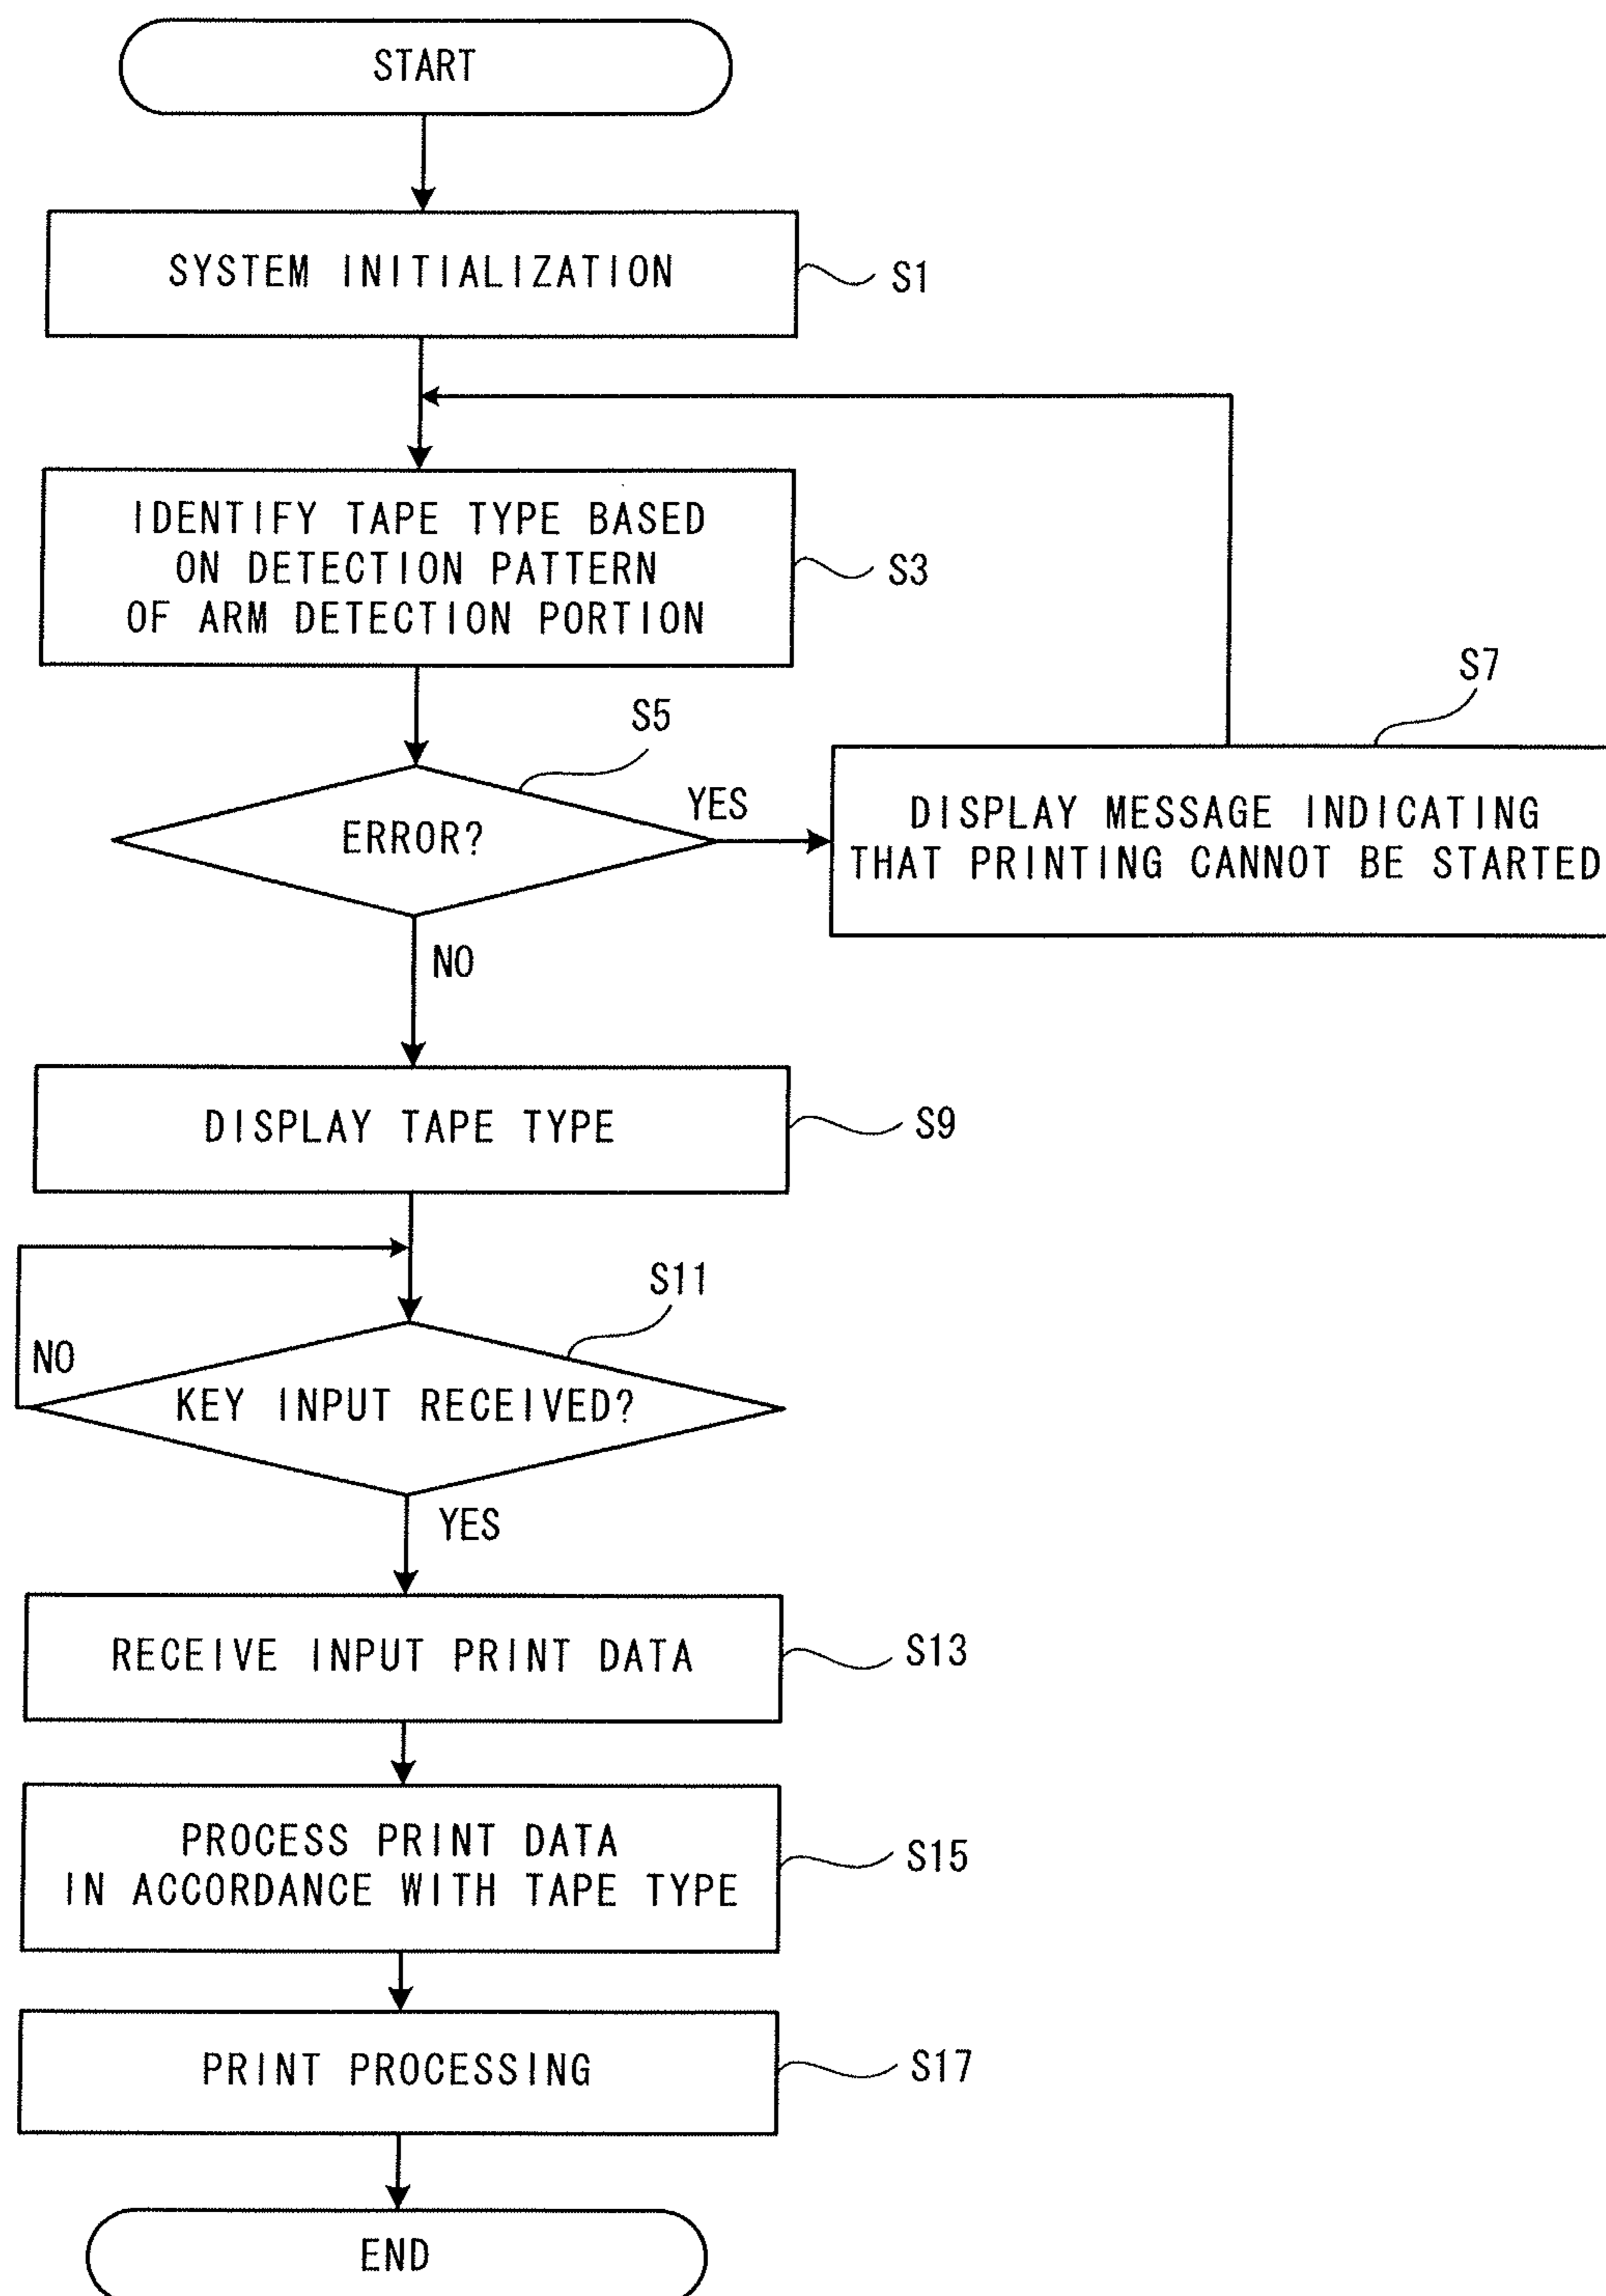 START
SYSTEM INITIALIZATION
S1
IDENTIFY TAPE TYPE BASED
ON DETECTION PATTERN
OF ARM DETECTION PORTION
S3
S5
ERROR?
YES
NO
S7
DISPLAY MESSAGE INDICATING
THAT PRINTING CANNOT BE STARTED
DISPLAY TAPE TYPE
S9
S11
NO
KEY INPUT RECEIVED?
YES
RECEIVE INPUT PRINT DATA
S13
PROCESS PRINT DATA
IN ACCORDANCE WITH TAPE TYPE
S15
PRINT PROCESSING
S17
END